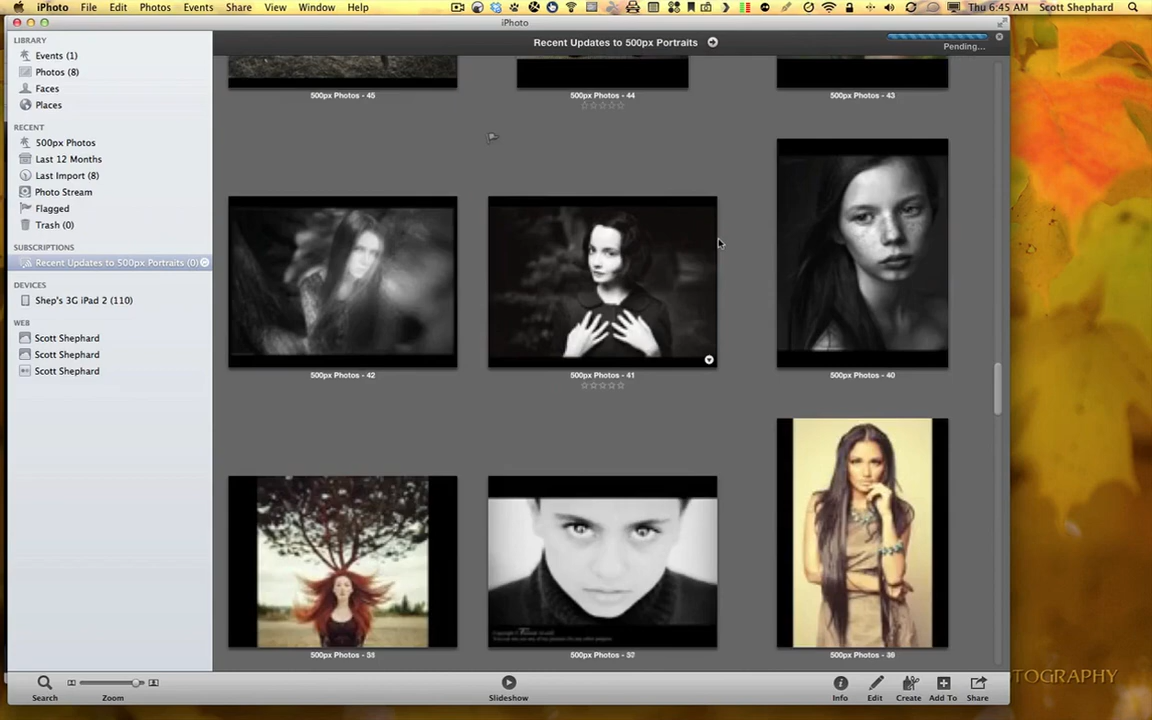 iPhoto File Edit Photos Events Share View Window Help Thu 6:45 AM Scott Shephard
iPhoto
Recent Updates to 500px Portraits
Pending...
LIBRARY
Events (1)
Photos (8)
Faces
Places
RECENT
500px Photos
Last 12 Months
Last Import (8)
Photo Stream
Flagged
Trash (0)
SUBSCRIPTIONS
Recent Updates to 500px Portraits (0)
DEVICES
Shep's 3G iPad 2 (110)
WEB
Scott Shephard
Scott Shephard
Scott Shephard
500px Photos - 45
500px Photos - 44
500px Photos - 43
500px Photos - 42
500px Photos - 41
500px Photos - 40
500px Photos - 37
Search
Zoom
Slideshow
Info
Edit
Create
Add To
Share
TOGRAPHY